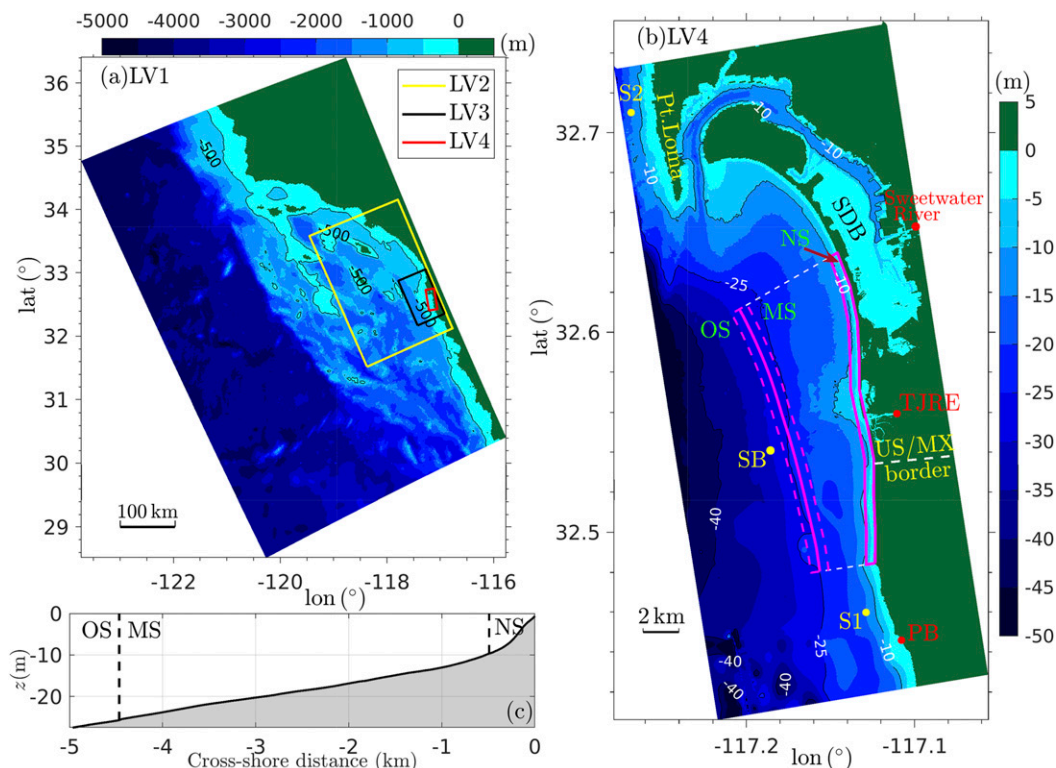 -5000 -4000 -3000 -2000 -1000 0
(m)
(a)LV1
LV2
LV3
LV4
36
35
34
33
32
31
30
29
lat (°)
-500
-500
-500
-500
100 km
-122 -120 -118 -116
lon (°)
(b)LV4
S2
Pt.Loma
-10
-10
-10
SDB
Sweetwater
River
NS
-10
-25
MS
OS
TJRE
SB
US/MX
border
-40
2 km
S1
PB
-25
-10
-40
-40
-40
32.7
32.6
32.5
lat (°)
-117.2 -117.1
lon (°)
(m)
5
0
-5
-10
-15
-20
-25
-30
-35
-40
-45
-50
0
-10
-20
z(m)
OS MS NS
(c)
-5 -4 -3 -2 -1 0
Cross-shore distance (km)